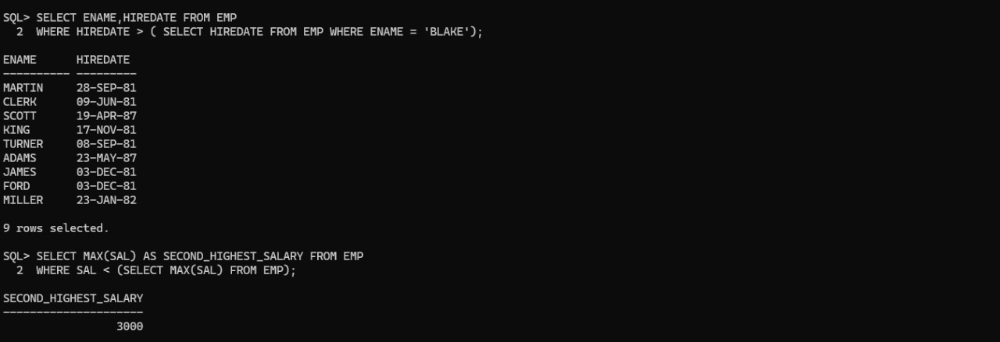 SQL> SELECT ENAME,HIREDATE FROM EMP
  2  WHERE HIREDATE > ( SELECT HIREDATE FROM EMP WHERE ENAME = 'BLAKE');
ENAME      HIREDATE
---------- ---------
MARTIN     28-SEP-81
CLERK      09-JUN-81
SCOTT      19-APR-87
KING       17-NOV-81
TURNER     08-SEP-81
ADAMS      23-MAY-87
JAMES      03-DEC-81
FORD       03-DEC-81
MILLER     23-JAN-82
9 rows selected.
SQL> SELECT MAX(SAL) AS SECOND_HIGHEST_SALARY FROM EMP
  2  WHERE SAL < (SELECT MAX(SAL) FROM EMP);
SECOND_HIGHEST_SALARY
---------------------
                 3000